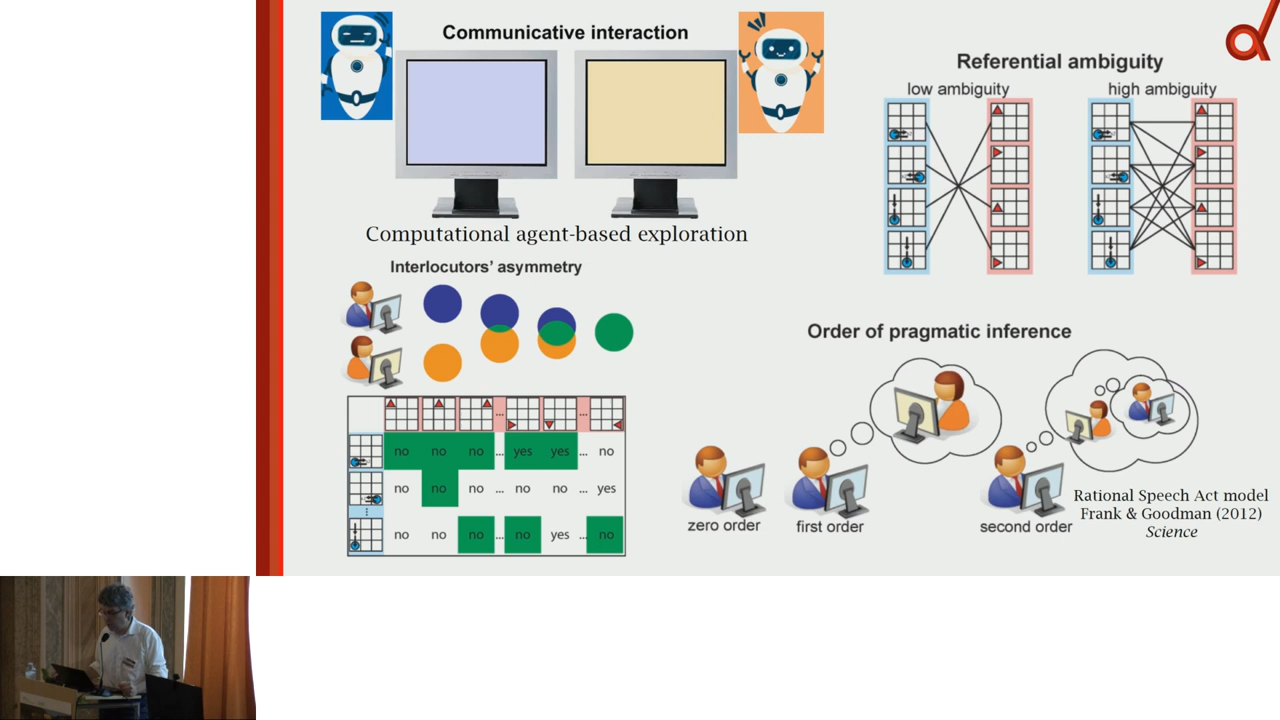 Communicative interaction
Computational agent-based exploration
Interlocutors' asymmetry
... ...
no no no ... yes yes ... no
no no no ... no no ... yes
⋮
no no no ... no yes ... no
Referential ambiguity
low ambiguity high ambiguity
Order of pragmatic inference
zero order first order second order
Rational Speech Act model
Frank & Goodman (2012)
Science